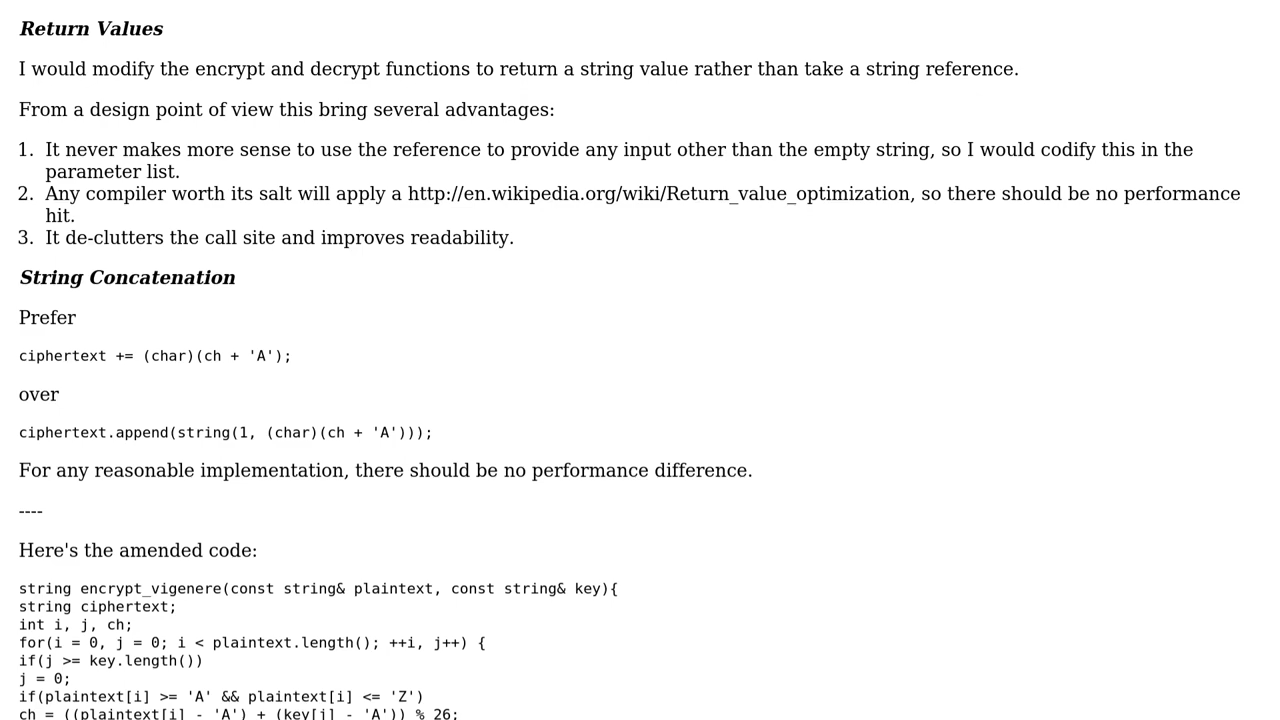 Return Values
I would modify the encrypt and decrypt functions to return a string value rather than take a string reference.
From a design point of view this bring several advantages:
1. It never makes more sense to use the reference to provide any input other than the empty string, so I would codify this in the
parameter list.
2. Any compiler worth its salt will apply a http://en.wikipedia.org/wiki/Return_value_optimization, so there should be no performance
hit.
3. It de-clutters the call site and improves readability.
String Concatenation
Prefer
ciphertext += (char)(ch + 'A');
over
ciphertext.append(string(1, (char)(ch + 'A')));
For any reasonable implementation, there should be no performance difference.
----
Here's the amended code:
string encrypt_vigenere(const string& plaintext, const string& key){
string ciphertext;
int i, j, ch;
for(i = 0, j = 0; i < plaintext.length(); ++i, j++) {
if(j >= key.length())
j = 0;
if(plaintext[i] >= 'A' && plaintext[i] <= 'Z')
ch = ((plaintext[i] - 'A') + (key[j] - 'A')) % 26;